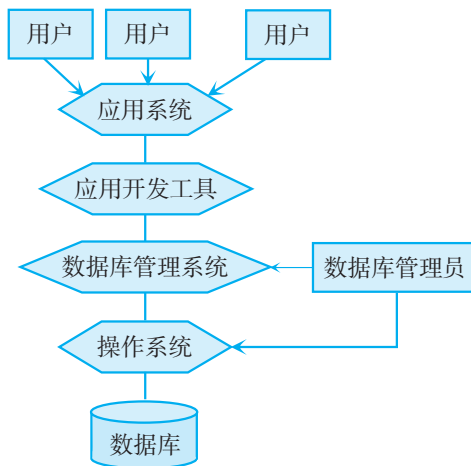 用户
用户
用户
应用系统
应用开发工具
数据库管理系统
数据库管理员
操作系统
数据库